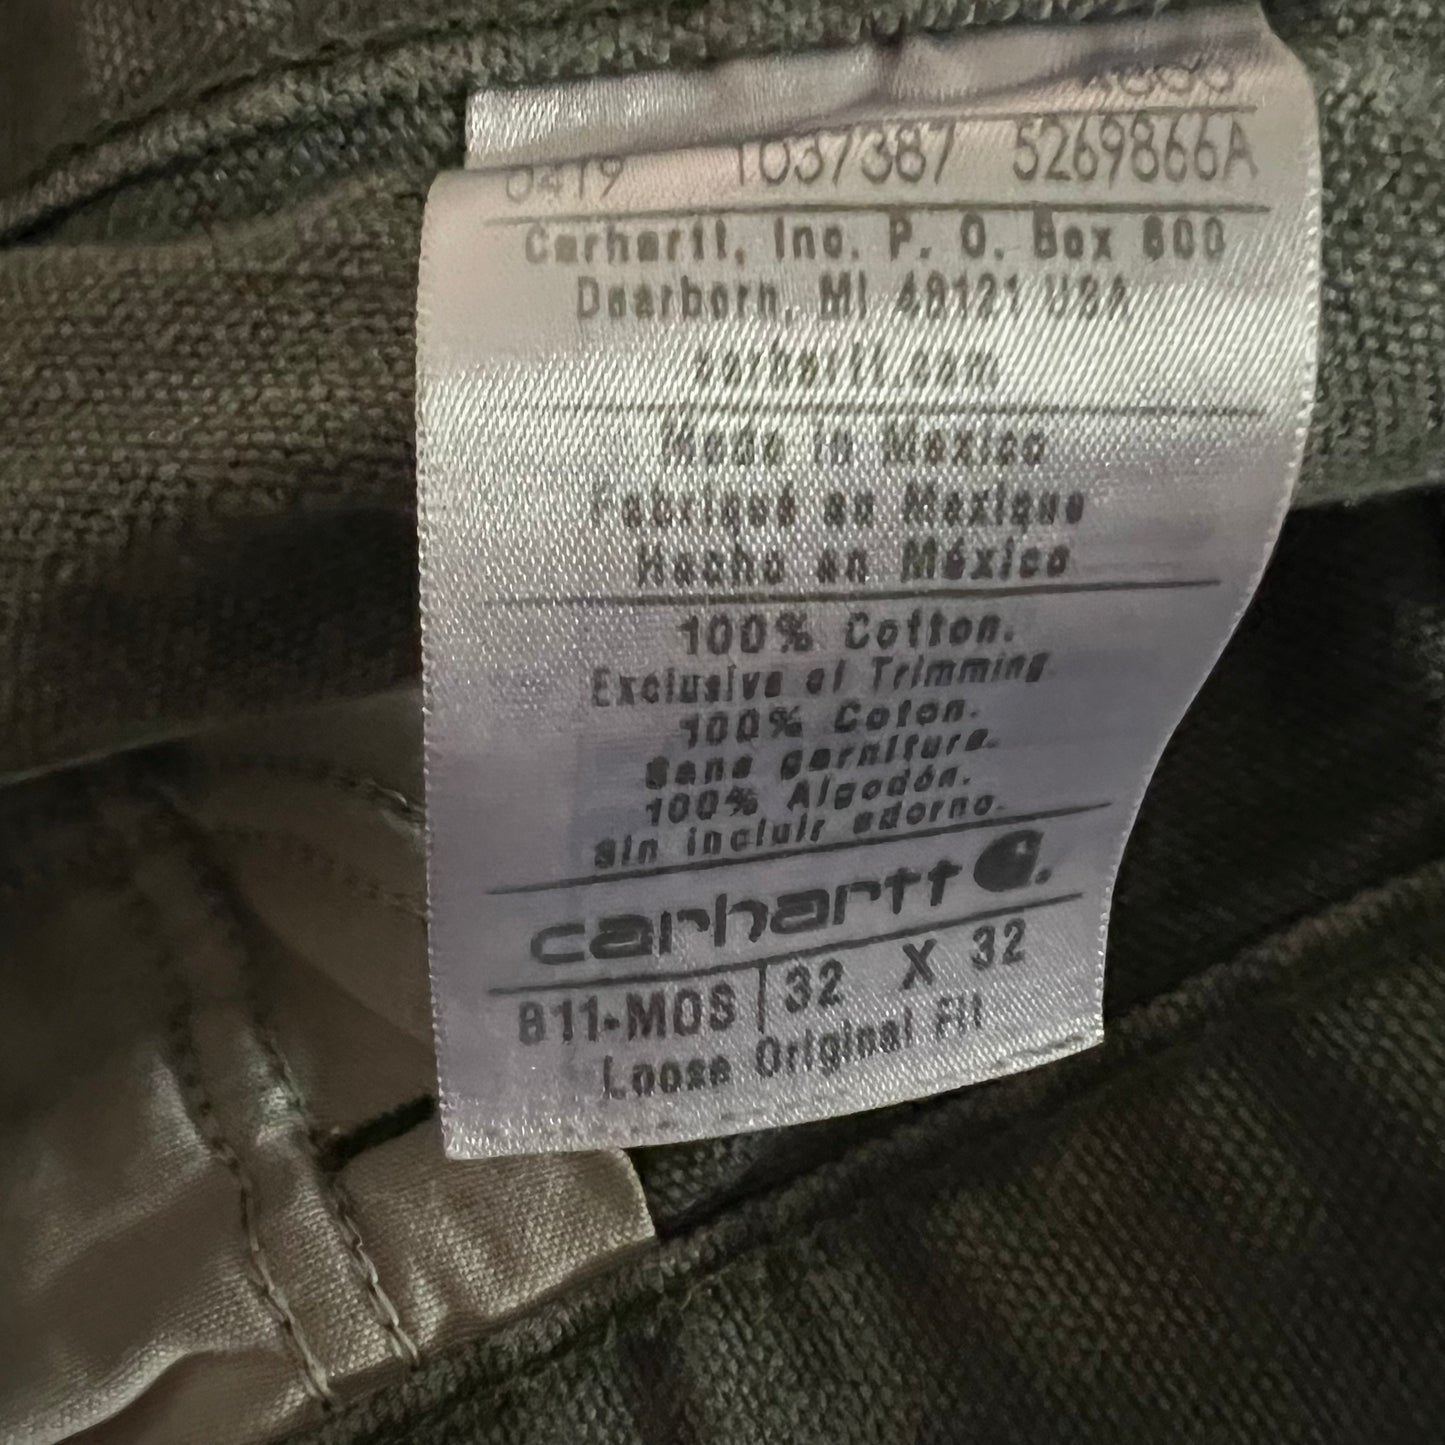 0419 1037387 5269866A
Carhartt, Inc. P. O. Box 600
Dearborn, MI 48121 USA
carhartt.com
Made in Mexico
Fabriqué en Mexique
Hecho en México
100% Cotton.
Exclusive of Trimming
100% Coton.
Sans garniture.
100% Algodón.
sin incluir adorno.
carhartt C.
B11-MOS 32 X 32
Loose Original Fit